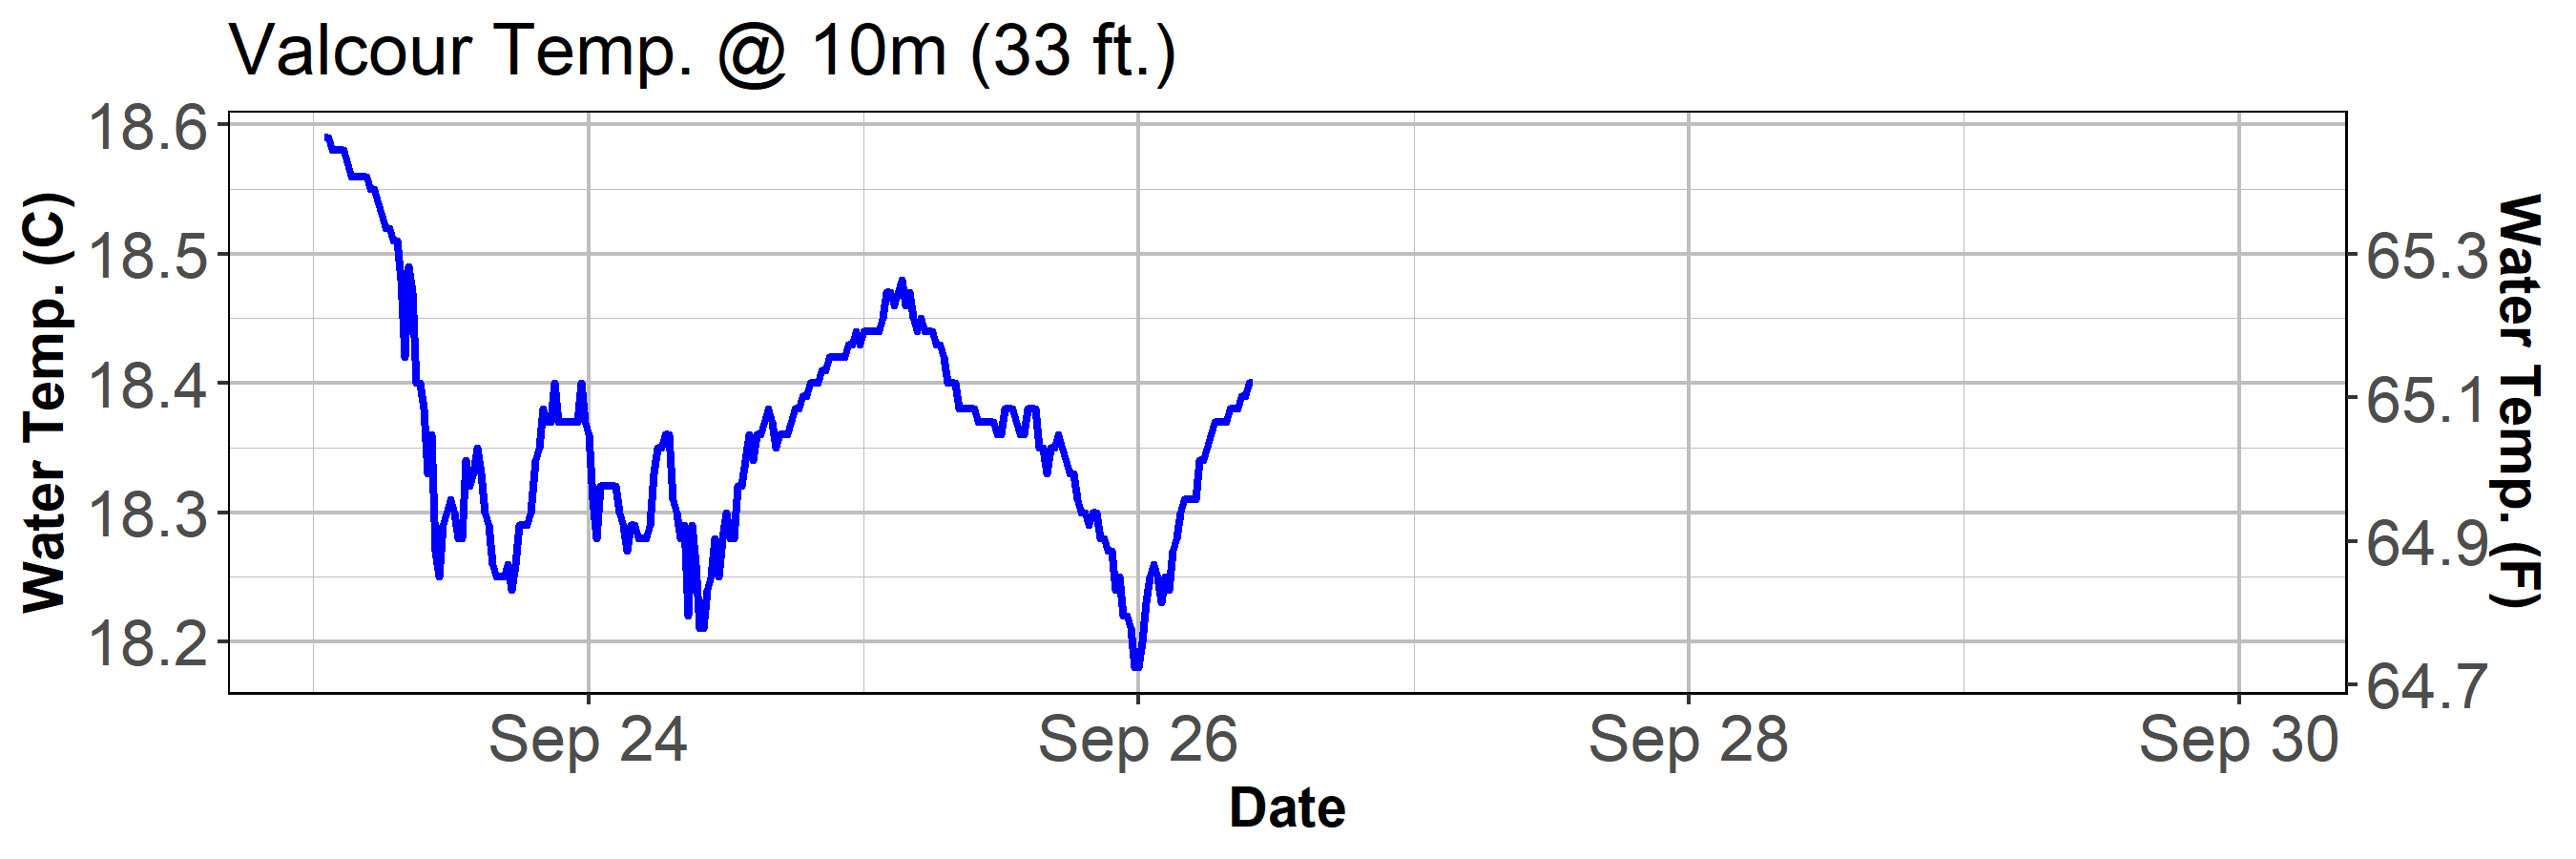 Valcour Temp. @ 10m (33 ft.)
Water Temp. (C)
18.6
18.5
18.4
18.3
18.2
65.3
65.1
64.9
64.7
Water Temp. (F)
Sep 24 Sep 26 Sep 28 Sep 30
Date